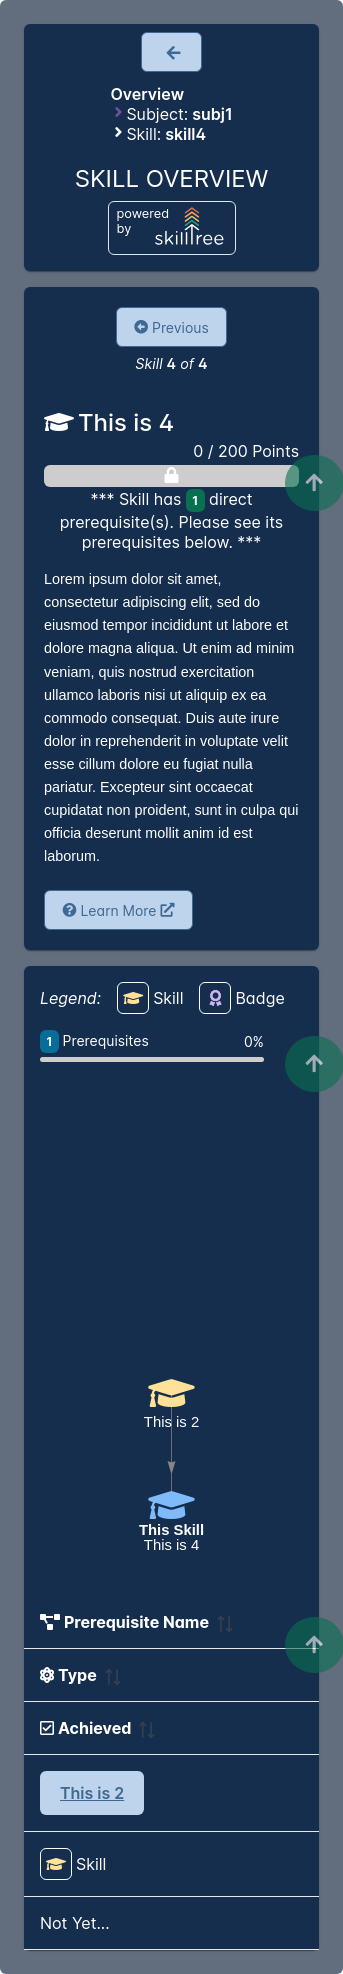 Overview
Subject: subj1
Skill: skill4
SKILL OVERVIEW
powered
by
skilltree
Previous
Skill 4 of 4
This is 4
0 / 200 Points
*** Skill has 1 direct
prerequisite(s). Please see its
prerequisites below. ***
Lorem ipsum dolor sit amet,
consectetur adipiscing elit, sed do
eiusmod tempor incididunt ut labore et
dolore magna aliqua. Ut enim ad minim
veniam, quis nostrud exercitation
ullamco laboris nisi ut aliquip ex ea
commodo consequat. Duis aute irure
dolor in reprehenderit in voluptate velit
esse cillum dolore eu fugiat nulla
pariatur. Excepteur sint occaecat
cupidatat non proident, sunt in culpa qui
officia deserunt mollit anim id est
laborum.
Learn More
Legend: Skill Badge
1 Prerequisites 0%
This is 2
This Skill
This is 4
Prerequisite Name
Type
Achieved
This is 2
Skill
Not Yet...